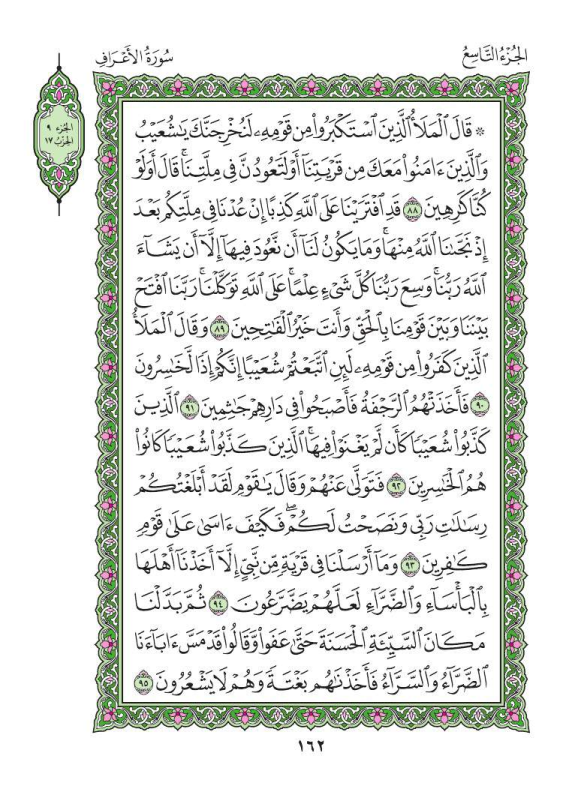 الجُزْءُ التَّاسِعُ
سُورَةُ الأَعْرَافِ
الجُزء ٩
الحِزْب ١٧
۞ قَالَ ٱلْمَلَأُ ٱلَّذِينَ ٱسْتَكْبَرُوا۟ مِن قَوْمِهِۦ لَنُخْرِجَنَّكَ يَـٰشُعَيْبُ
وَٱلَّذِينَ ءَامَنُوا۟ مَعَكَ مِن قَرْيَتِنَآ أَوْ لَتَعُودُنَّ فِى مِلَّتِنَا ۚ قَالَ أَوَلَوْ
كُنَّا كَـٰرِهِينَ ٨٨ قَدِ ٱفْتَرَيْنَا عَلَى ٱللَّهِ كَذِبًا إِنْ عُدْنَا فِى مِلَّتِكُم بَعْدَ
إِذْ نَجَّىٰنَا ٱللَّهُ مِنْهَا ۚ وَمَا يَكُونُ لَنَآ أَن نَّعُودَ فِيهَآ إِلَّآ أَن يَشَآءَ
ٱللَّهُ رَبُّنَا ۚ وَسِعَ رَبُّنَا كُلَّ شَىْءٍ عِلْمًا ۚ عَلَى ٱللَّهِ تَوَكَّلْنَا ۚ رَبَّنَا ٱفْتَحْ
بَيْنَنَا وَبَيْنَ قَوْمِنَا بِٱلْحَقِّ وَأَنتَ خَيْرُ ٱلْفَـٰتِحِينَ ٨٩ وَقَالَ ٱلْمَلَأُ
ٱلَّذِينَ كَفَرُوا۟ مِن قَوْمِهِۦ لَئِنِ ٱتَّبَعْتُمْ شُعَيْبًا إِنَّكُمْ إِذًا لَّخَـٰسِرُونَ
٩٠ فَأَخَذَتْهُمُ ٱلرَّجْفَةُ فَأَصْبَحُوا۟ فِى دَارِهِمْ جَـٰثِمِينَ ٩١ ٱلَّذِينَ
كَذَّبُوا۟ شُعَيْبًا كَأَن لَّمْ يَغْنَوْا۟ فِيهَا ۚ ٱلَّذِينَ كَذَّبُوا۟ شُعَيْبًا كَانُوا۟
هُمُ ٱلْخَـٰسِرِينَ ٩٢ فَتَوَلَّىٰ عَنْهُمْ وَقَالَ يَـٰقَوْمِ لَقَدْ أَبْلَغْتُكُمْ
رِسَـٰلَـٰتِ رَبِّى وَنَصَحْتُ لَكُمْ ۖ فَكَيْفَ ءَاسَىٰ عَلَىٰ قَوْمٍ
كَـٰفِرِينَ ٩٣ وَمَآ أَرْسَلْنَا فِى قَرْيَةٍ مِّن نَّبِىٍّ إِلَّآ أَخَذْنَآ أَهْلَهَا
بِٱلْبَأْسَآءِ وَٱلضَّرَّآءِ لَعَلَّهُمْ يَضَّرَّعُونَ ٩٤ ثُمَّ بَدَّلْنَا
مَكَانَ ٱلسَّيِّئَةِ ٱلْحَسَنَةَ حَتَّىٰ عَفَوا۟ وَّقَالُوا۟ قَدْ مَسَّ ءَابَآءَنَا
ٱلضَّرَّآءُ وَٱلسَّرَّآءُ فَأَخَذْنَـٰهُم بَغْتَةً وَهُمْ لَا يَشْعُرُونَ ٩٥
١٦٢